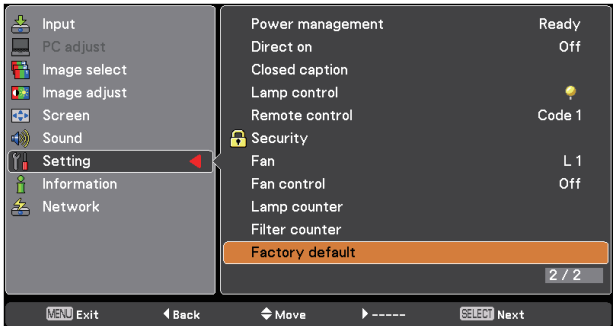 Input
PC adjust
Image select
Image adjust
Screen
Sound
Setting
Information
Network
Power management Ready
Direct on Off
Closed caption
Lamp control
Remote control Code 1
Security
Fan L 1
Fan control Off
Lamp counter
Filter counter
Factory default
2 / 2
MENU Exit Back Move ----- SELECT Next